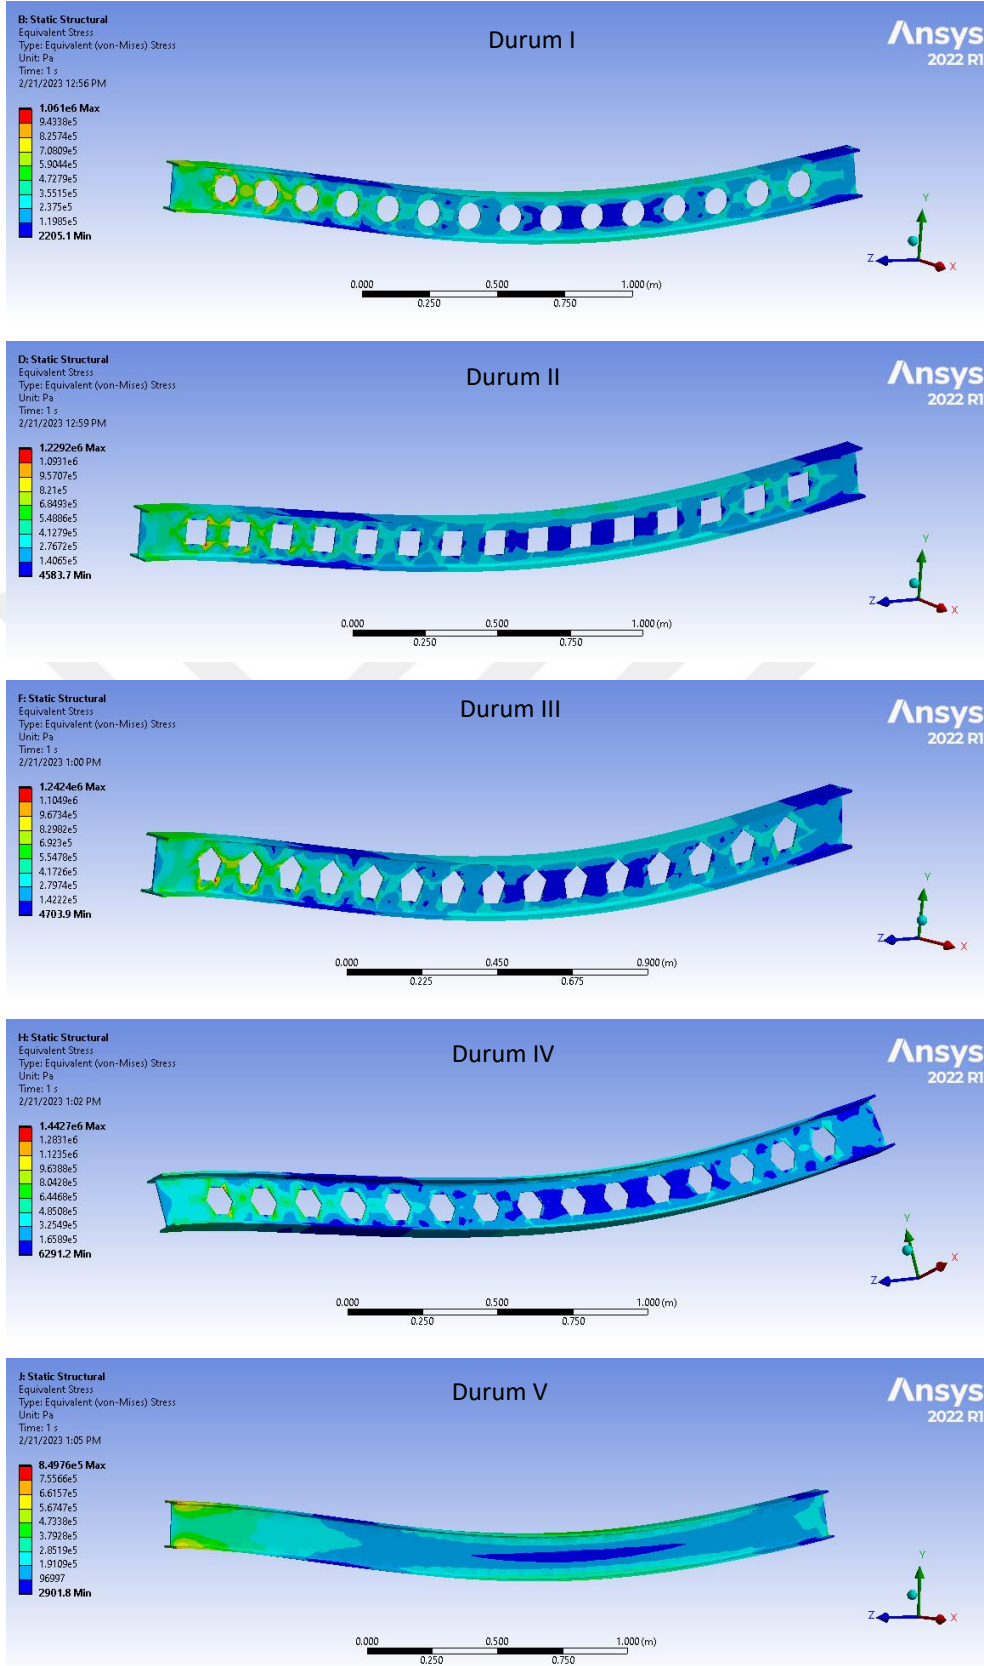 B: Static Structural
Equivalent Stress
Type: Equivalent (von-Mises) Stress
Unit: Pa
Time: 1 s
2/21/2023 12:56 PM
Durum I
Ansys
2022 R1
1.061e6 Max
9.4338e5
8.2574e5
7.0809e5
5.9044e5
4.7279e5
3.5515e5
2.375e5
1.1985e5
2205.1 Min
Y
Z
X
0.000 0.500 1.000 (m)
0.250 0.750
D: Static Structural
Equivalent Stress
Type: Equivalent (von-Mises) Stress
Unit: Pa
Time: 1 s
2/21/2023 12:59 PM
Durum II
Ansys
2022 R1
1.2292e6 Max
1.0931e6
9.5707e5
8.21e5
6.8493e5
5.4886e5
4.1279e5
2.7672e5
1.4065e5
4583.7 Min
Y
Z
X
0.000 0.500 1.000 (m)
0.250 0.750
F: Static Structural
Equivalent Stress
Type: Equivalent (von-Mises) Stress
Unit: Pa
Time: 1 s
2/21/2023 1:00 PM
Durum III
Ansys
2022 R1
1.2424e6 Max
1.1049e6
9.6734e5
8.2982e5
6.923e5
5.5478e5
4.1726e5
2.7974e5
1.4222e5
4703.9 Min
Y
Z
X
0.000 0.450 0.900 (m)
0.225 0.675
H: Static Structural
Equivalent Stress
Type: Equivalent (von-Mises) Stress
Unit: Pa
Time: 1 s
2/21/2023 1:02 PM
Durum IV
Ansys
2022 R1
1.4427e6 Max
1.2831e6
1.1235e6
9.6388e5
8.0428e5
6.4468e5
4.8508e5
3.2549e5
1.6589e5
6291.2 Min
Y
X
Z
0.000 0.500 1.000 (m)
0.250 0.750
J: Static Structural
Equivalent Stress
Type: Equivalent (von-Mises) Stress
Unit: Pa
Time: 1 s
2/21/2023 1:05 PM
Durum V
Ansys
2022 R1
8.4976e5 Max
7.5566e5
6.6157e5
5.6747e5
4.7338e5
3.7928e5
2.8519e5
1.9109e5
96997
2901.8 Min
Y
Z
X
0.000 0.500 1.000 (m)
0.250 0.750